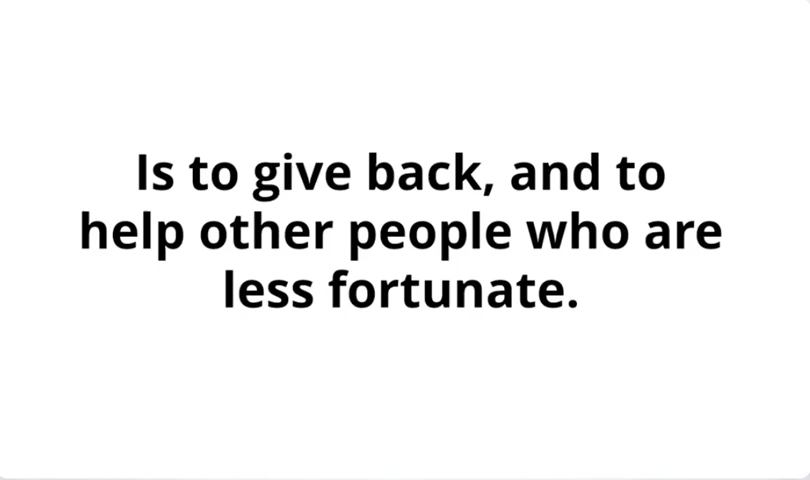 Is to give back, and to
help other people who are
less fortunate.